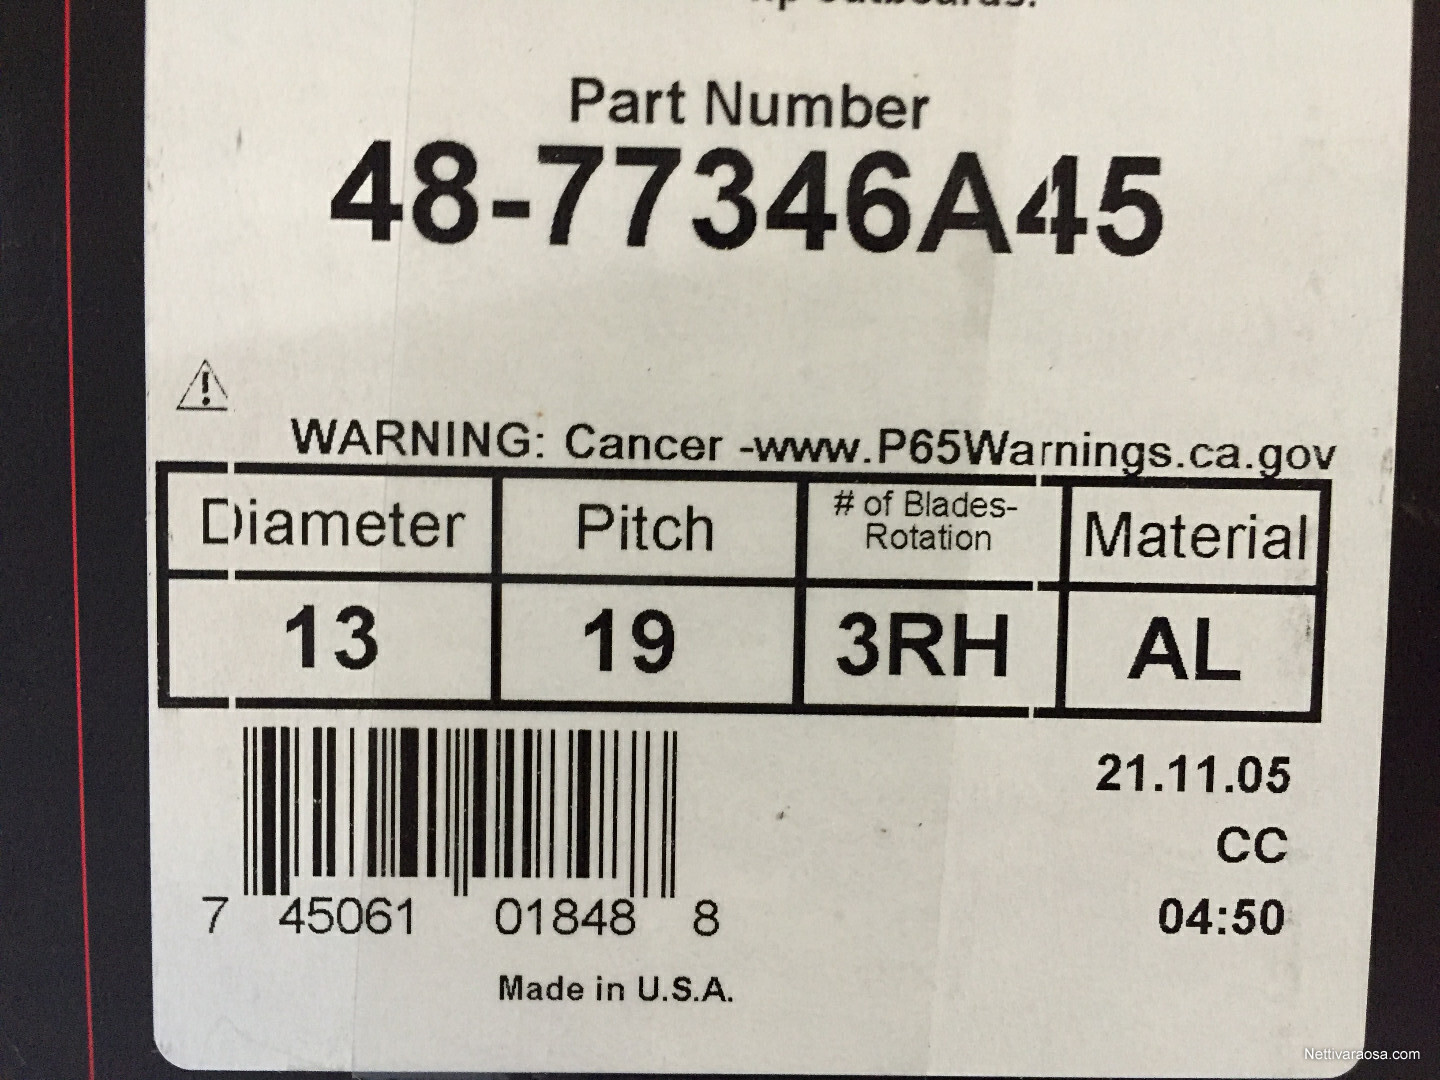 outboards.
Part Number
48-77346A45
WARNING: Cancer -www.P65Warnings.ca.gov
Diameter Pitch # of Blades- Material
Rotation
13 19 3RH AL
21.11.05
CC
7 45061 01848 8 04:50
Made in U.S.A.
Nettivaraosa.com